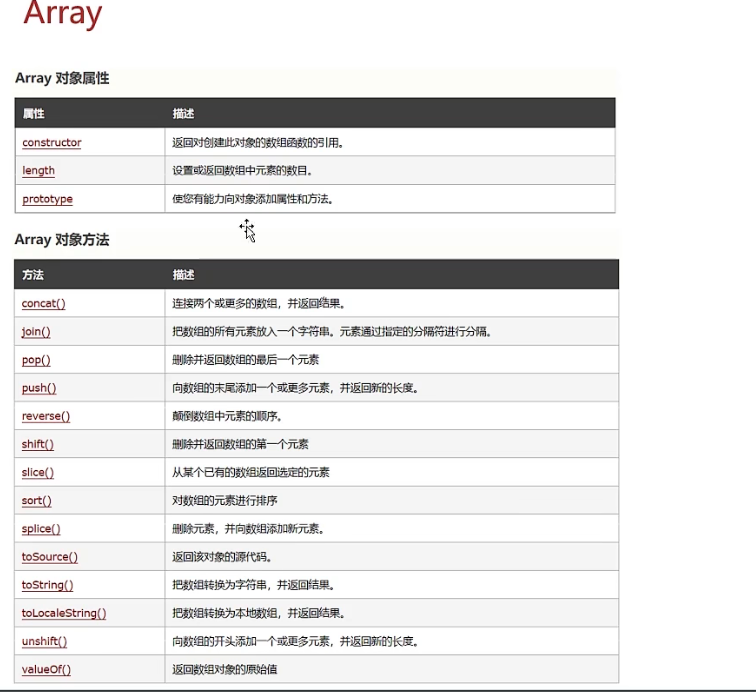 Array
Array 对象属性
属性 描述
constructor 返回对创建此对象的数组函数的引用。
length 设置或返回数组中元素的数目。
prototype 使您有能力向对象添加属性和方法。
Array 对象方法
方法 描述
concat() 连接两个或更多的数组，并返回结果。
join() 把数组的所有元素放入一个字符串。元素通过指定的分隔符进行分隔。
pop() 删除并返回数组的最后一个元素
push() 向数组的末尾添加一个或更多元素，并返回新的长度。
reverse() 颠倒数组中元素的顺序。
shift() 删除并返回数组的第一个元素
slice() 从某个已有的数组返回选定的元素
sort() 对数组的元素进行排序
splice() 删除元素，并向数组添加新元素。
toSource() 返回该对象的源代码。
toString() 把数组转换为字符串，并返回结果。
toLocaleString() 把数组转换为本地数组，并返回结果。
unshift() 向数组的开头添加一个或更多元素，并返回新的长度。
valueOf() 返回数组对象的原始值